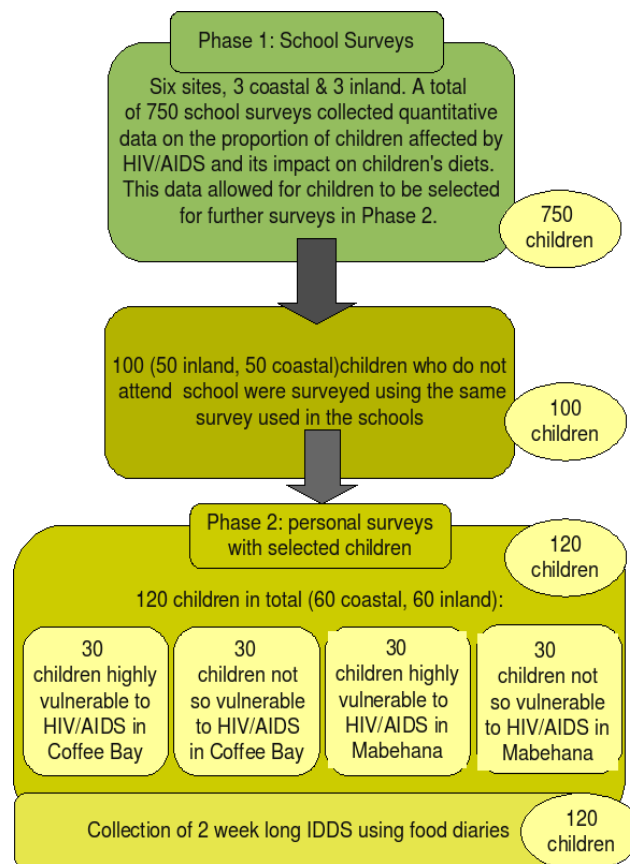 Phase 1: School Surveys
Six sites, 3 coastal & 3 inland. A total
of 750 school surveys collected quantitative
data on the proportion of children affected by
HIV/AIDS and its impact on children's diets.
This data allowed for children to be selected
for further surveys in Phase 2.
750
children
100 (50 inland, 50 coastal)children who do not
attend school were surveyed using the same
survey used in the schools
100
children
Phase 2: personal surveys
with selected children
120
children
120 children in total (60 coastal, 60 inland):
30
children highly
vulnerable to
HIV/AIDS in
Coffee Bay
30
children not
so vulnerable
to HIV/AIDS
in Coffee Bay
30
children highly
vulnerable to
HIV/AIDS in
Mabehana
30
children not
so vulnerable
to HIV/AIDS in
Mabehana
Collection of 2 week long IDDS using food diaries
120
children